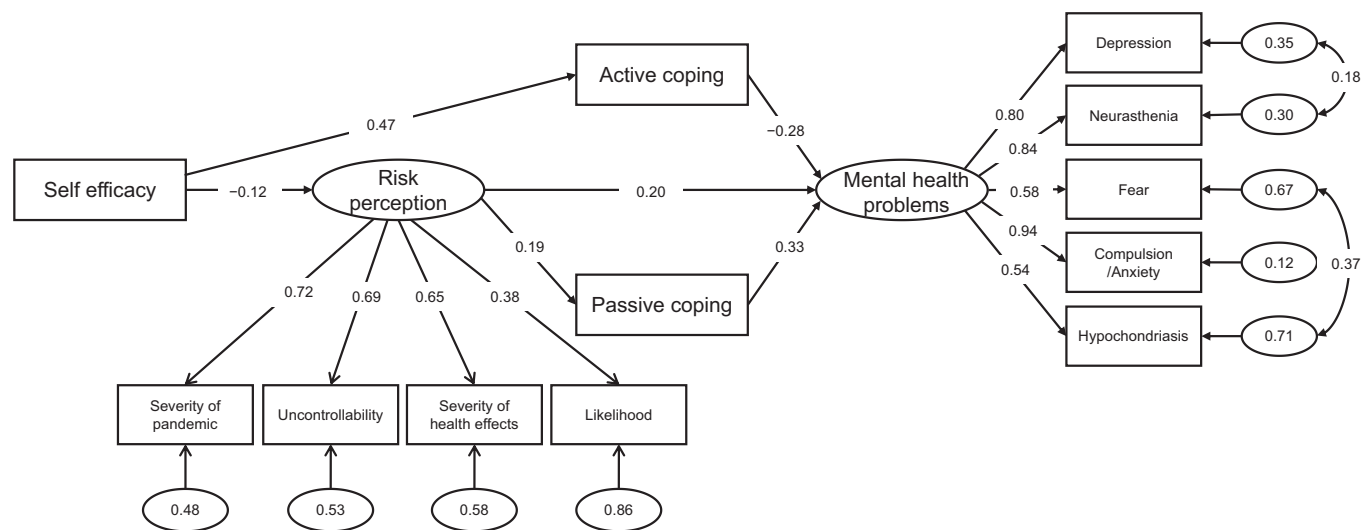 Self efficacy
0.47
−0.12
Active coping
Risk
perception
−0.28
0.20
0.19
Passive coping
0.33
Mental health
problems
0.72
0.69
0.65
0.38
Severity of
pandemic
Uncontrollability
Severity of
health effects
Likelihood
0.48
0.53
0.58
0.86
0.80
0.84
0.58
0.94
0.54
Depression
0.35
Neurasthenia
0.30
0.18
Fear
0.67
Compulsion
/Anxiety
0.12
0.37
Hypochondriasis
0.71